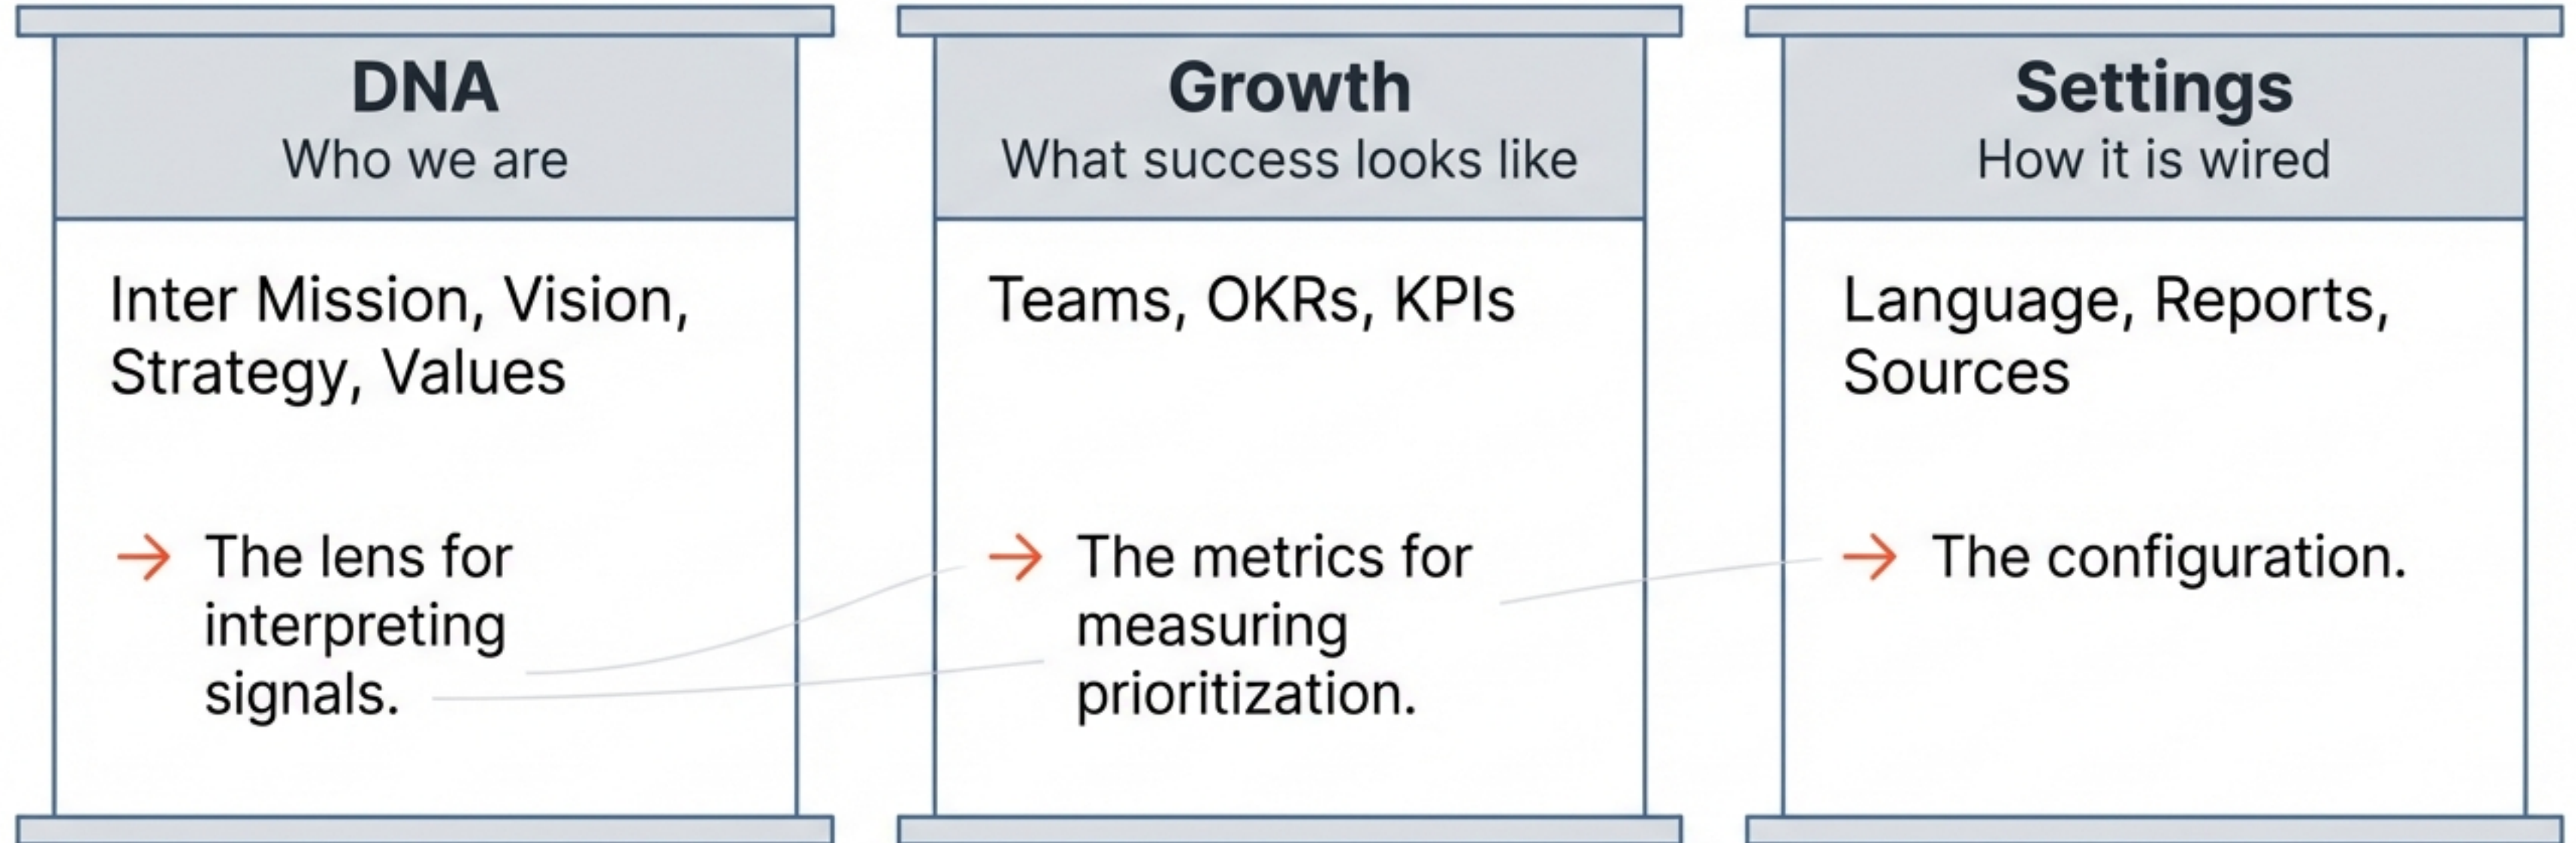 DNA
Who we are
Inter Mission, Vision,
Strategy, Values
→ The lens for
interpreting
signals.
Growth
What success looks like
Teams, OKRs, KPIs
→ The metrics for
measuring
prioritization.
Settings
How it is wired
Language, Reports,
Sources
→ The configuration.